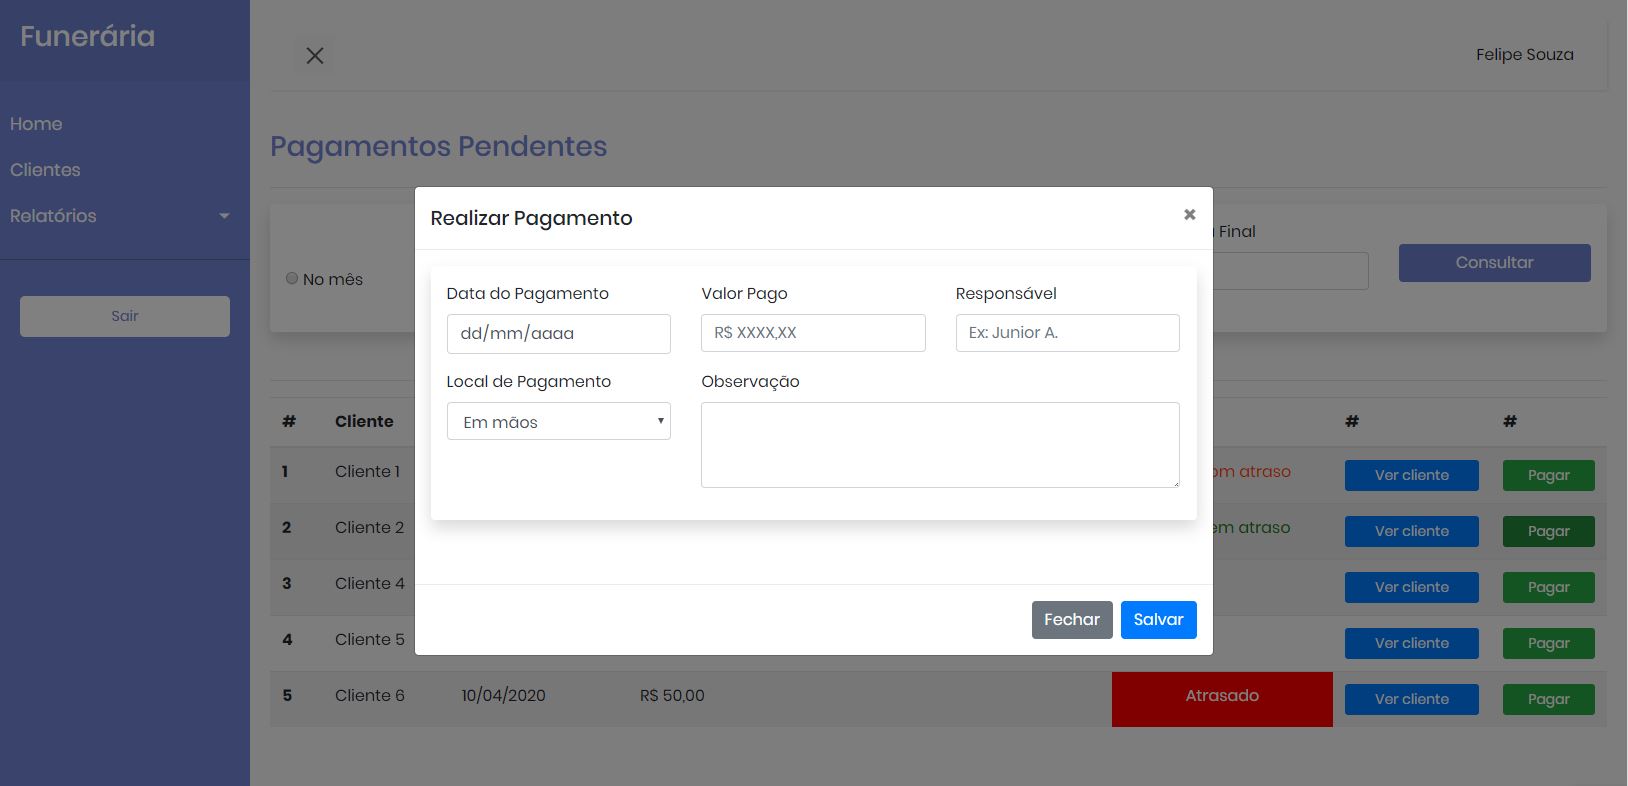 Funerária
Felipe Souza
Home
Clientes
Relatórios
Sair
Pagamentos Pendentes
No mês
Final
Consultar
Realizar Pagamento
×
Data do Pagamento Valor Pago Responsável
dd/mm/aaaa R$ XXXX,XX Ex: Junior A.
Local de Pagamento Observação
Em mãos
Fechar Salvar
# Cliente # #
1 Cliente 1 om atraso Ver cliente Pagar
2 Cliente 2 em atraso Ver cliente Pagar
3 Cliente 4 Ver cliente Pagar
4 Cliente 5 Ver cliente Pagar
5 Cliente 6 10/04/2020 R$ 50,00 Atrasado Ver cliente Pagar